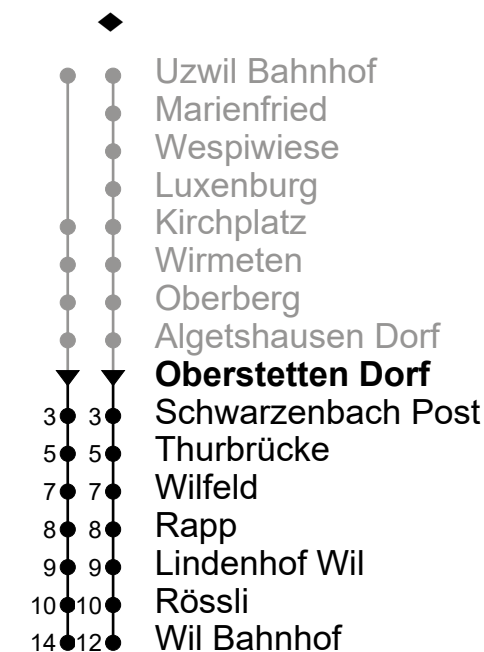 Uzwil Bahnhof
Marienfried
Wespiwiese
Luxenburg
Kirchplatz
Wirmeten
Oberberg
Algetshausen Dorf
Oberstetten Dorf
3 3 Schwarzenbach Post
5 5 Thurbrücke
7 7 Wilfeld
8 8 Rapp
9 9 Lindenhof Wil
10 10 Rössli
14 12 Wil Bahnhof